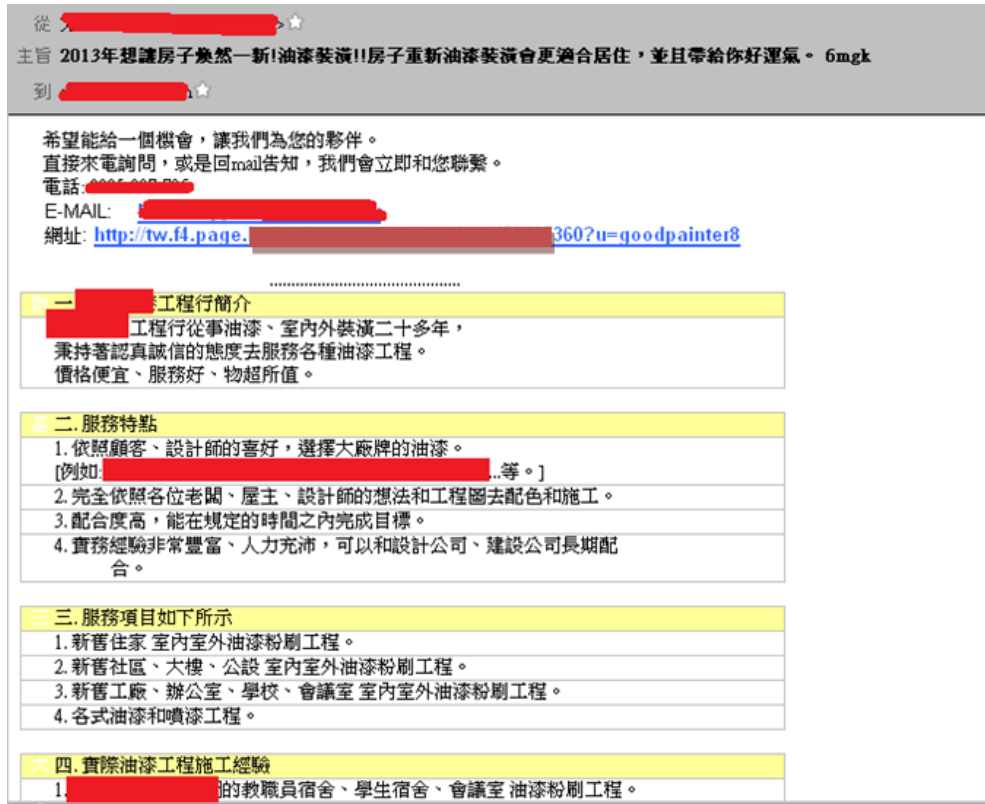 從
主旨 2013年想讓房子煥然一新!油漆裝潢!!房子重新油漆裝潢會更適合居住，並且帶給你好運氣。 6mgk
到
希望能給一個機會，讓我們為您的夥伴。
直接來電詢問，或是回mail告知，我們會立即和您聯繫。
電話:
E-MAIL:
網址: http://tw.f4.page. 360?u=goodpainter8
一 工程行簡介
工程行從事油漆、室內外裝潢二十多年，
秉持著認真誠信的態度去服務各種油漆工程。
價格便宜、服務好、物超所值。
二. 服務特點
1. 依照顧客、設計師的喜好，選擇大廠牌的油漆。
[例如: ...等。]
2. 完全依照各位老闆、屋主、設計師的想法和工程圖去配色和施工。
3. 配合度高，能在規定的時間之內完成目標。
4. 實務經驗非常豐富、人力充沛，可以和設計公司、建設公司長期配
合。
三 三. 服務項目如下所示
1. 新舊住家 室內室外油漆粉刷工程。
2. 新舊社區、大樓、公設 室內室外油漆粉刷工程。
3. 新舊工廠、辦公室、學校、會議室 室內室外油漆粉刷工程。
4. 各式油漆和噴漆工程。
四. 實際油漆工程施工經驗
1. 的教職員宿舍、學生宿舍、會議室 油漆粉刷工程。